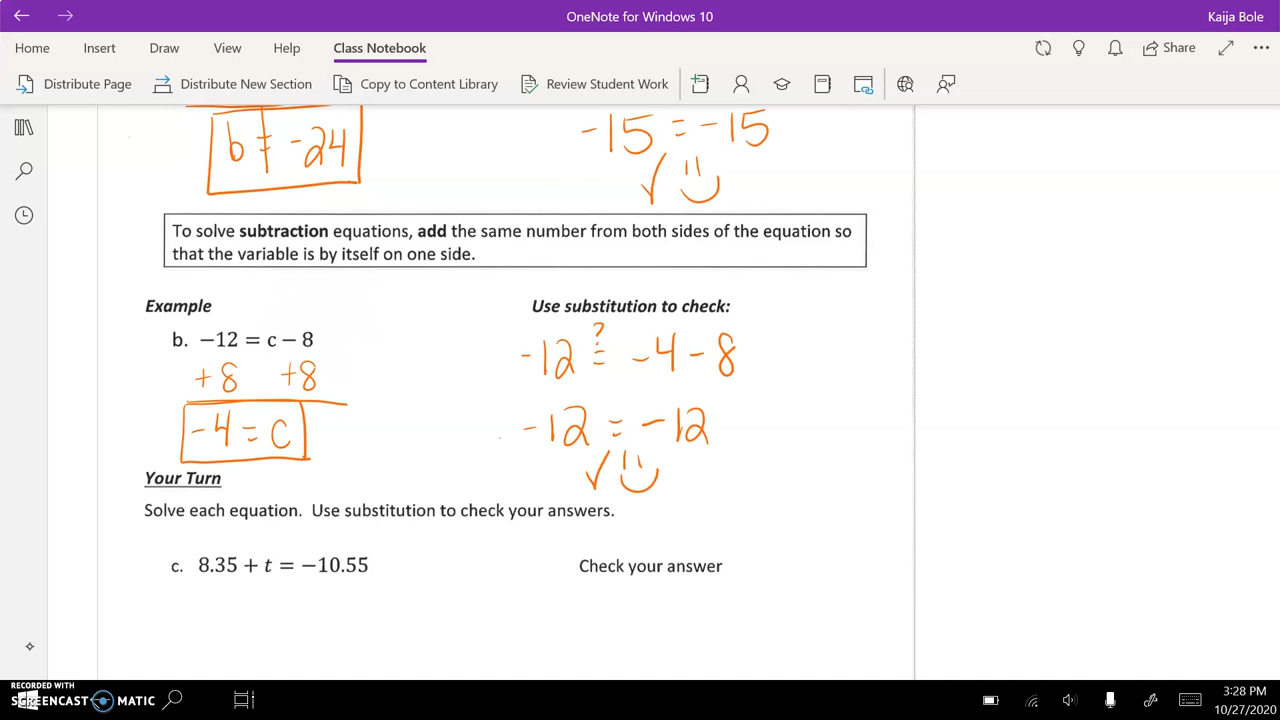 OneNote for Windows 10
Kaija Bole
Home Insert Draw View Help Class Notebook
Share
Distribute Page Distribute New Section Copy to Content Library Review Student Work
b = -24
-15 = -15
To solve subtraction equations, add the same number from both sides of the equation so
that the variable is by itself on one side.
Example
Use substitution to check:
b. −12 = c − 8
-12 ≟ -4 - 8
+8 +8
-4 = c
-12 = -12
Your Turn
Solve each equation. Use substitution to check your answers.
c. 8.35 + t = −10.55
Check your answer
RECORDED WITH
SCREENCAST MATIC
3:28 PM
10/27/2020